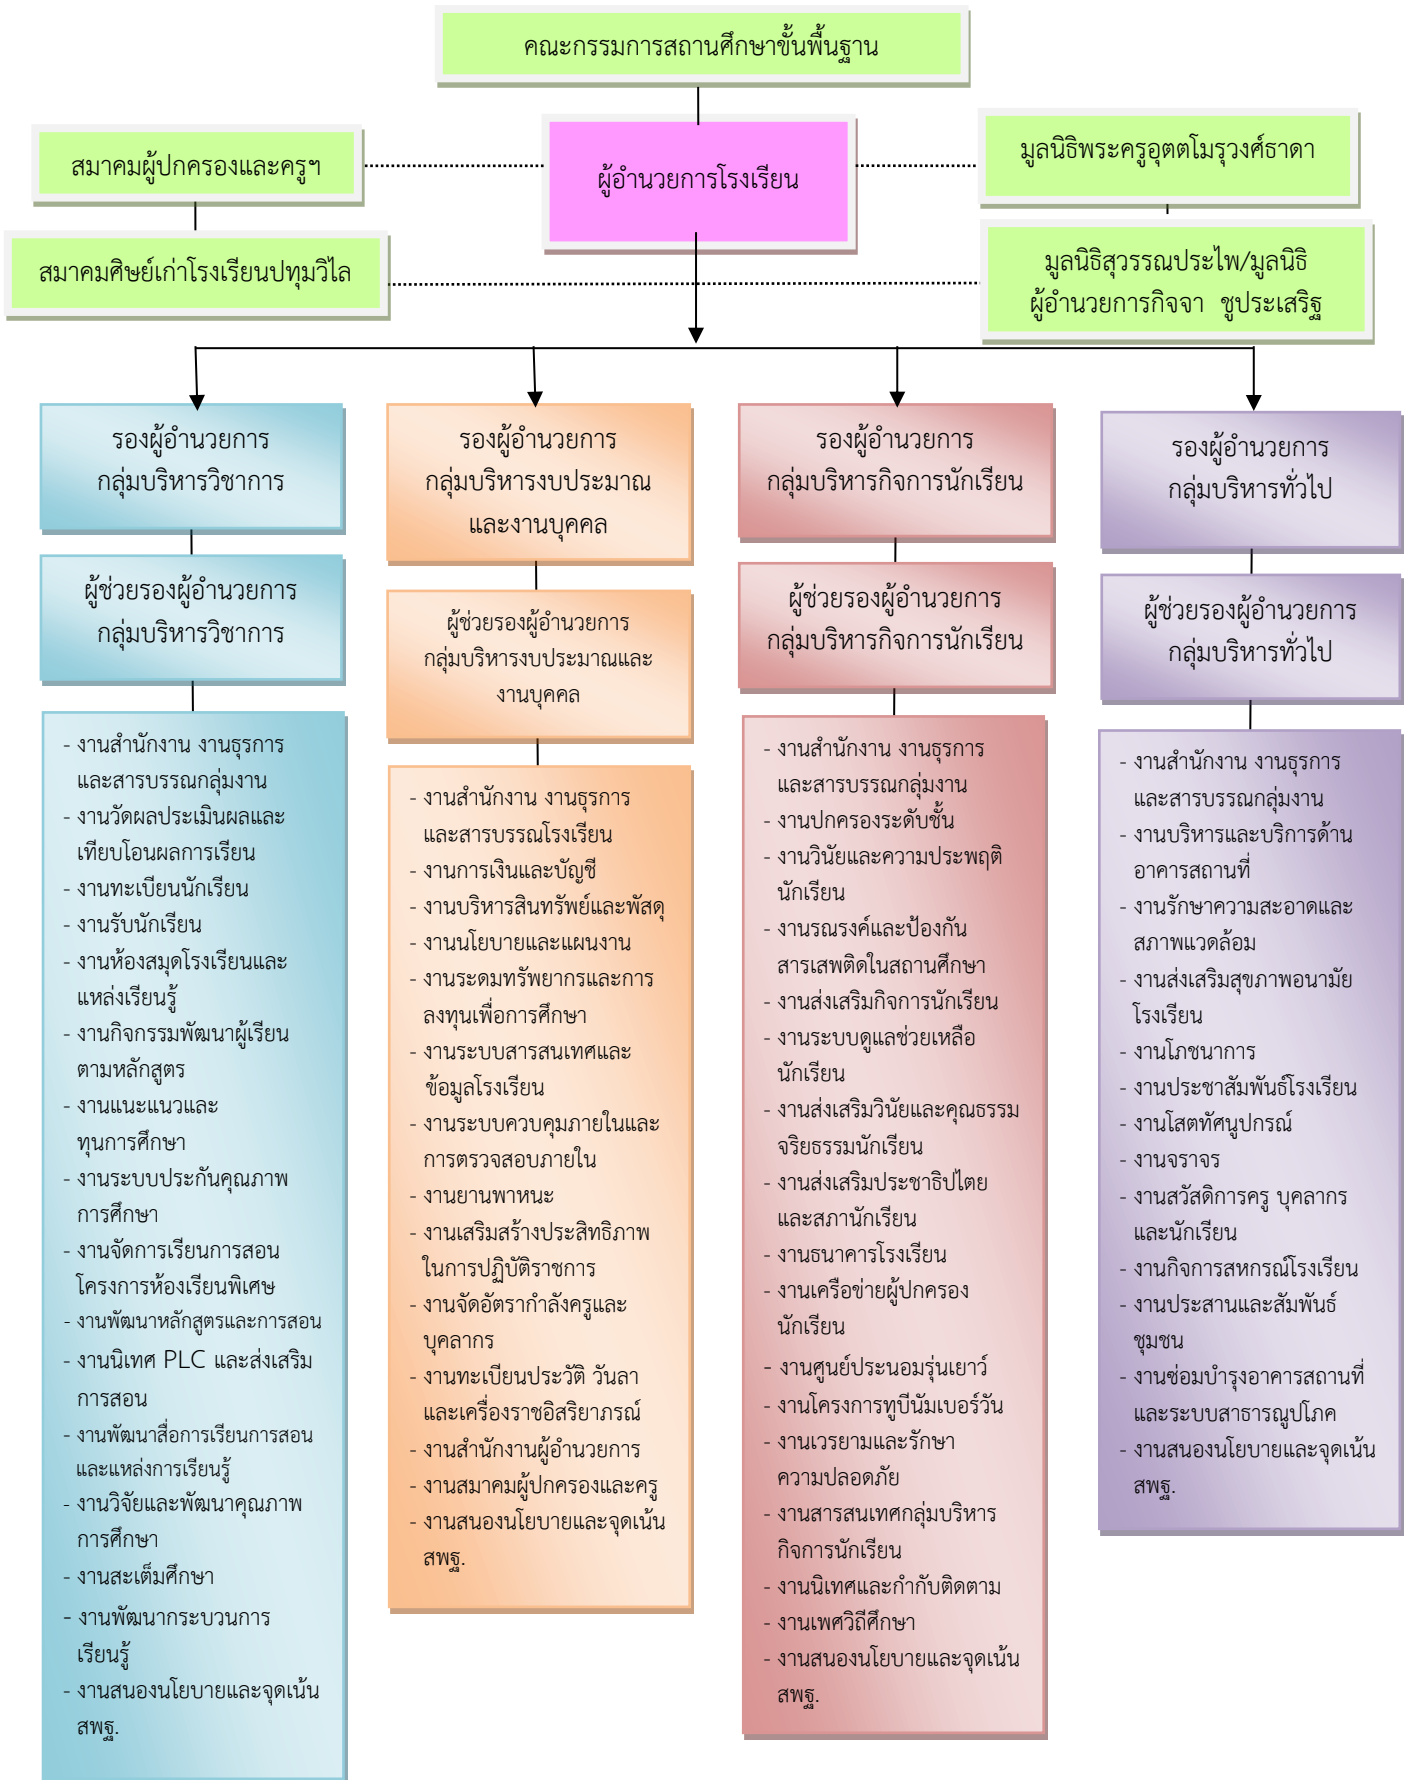 คณะกรรมการสถานศึกษาขั้นพื้นฐาน
สมาคมผู้ปกครองและครูฯ
ผู้อำนวยการโรงเรียน
มูลนิธิพระครูอุตตโมรุวงศ์ธาดา
สมาคมศิษย์เก่าโรงเรียนปทุมวิไล
มูลนิธิสุวรรณประไพ/มูลนิธิ
ผู้อำนวยการกิจจา ชูประเสริฐ
รองผู้อำนวยการ
กลุ่มบริหารวิชาการ
ผู้ช่วยรองผู้อำนวยการ
กลุ่มบริหารวิชาการ
- งานสำนักงาน งานธุรการ
และสารบรรณกลุ่มงาน
- งานวัดผลประเมินผลและ
เทียบโอนผลการเรียน
- งานทะเบียนนักเรียน
- งานรับนักเรียน
- งานห้องสมุดโรงเรียนและ
แหล่งเรียนรู้
- งานกิจกรรมพัฒนาผู้เรียน
ตามหลักสูตร
- งานแนะแนวและ
ทุนการศึกษา
- งานระบบประกันคุณภาพ
การศึกษา
- งานจัดการเรียนการสอน
โครงการห้องเรียนพิเศษ
- งานพัฒนาหลักสูตรและการสอน
- งานนิเทศ PLC และส่งเสริม
การสอน
- งานพัฒนาสื่อการเรียนการสอน
และแหล่งการเรียนรู้
- งานวิจัยและพัฒนาคุณภาพ
การศึกษา
- งานสะเต็มศึกษา
- งานพัฒนากระบวนการ
เรียนรู้
- งานสนองนโยบายและจุดเน้น
สพฐ.
รองผู้อำนวยการ
กลุ่มบริหารงบประมาณ
และงานบุคคล
ผู้ช่วยรองผู้อำนวยการ
กลุ่มบริหารงบประมาณและ
งานบุคคล
- งานสำนักงาน งานธุรการ
และสารบรรณโรงเรียน
- งานการเงินและบัญชี
- งานบริหารสินทรัพย์และพัสดุ
- งานนโยบายและแผนงาน
- งานระดมทรัพยากรและการ
ลงทุนเพื่อการศึกษา
- งานระบบสารสนเทศและ
ข้อมูลโรงเรียน
- งานระบบควบคุมภายในและ
การตรวจสอบภายใน
- งานยานพาหนะ
- งานเสริมสร้างประสิทธิภาพ
ในการปฏิบัติราชการ
- งานจัดอัตรากำลังครูและ
บุคลากร
- งานทะเบียนประวัติ วันลา
และเครื่องราชอิสริยาภรณ์
- งานสำนักงานผู้อำนวยการ
- งานสมาคมผู้ปกครองและครู
- งานสนองนโยบายและจุดเน้น
สพฐ.
รองผู้อำนวยการ
กลุ่มบริหารกิจการนักเรียน
ผู้ช่วยรองผู้อำนวยการ
กลุ่มบริหารกิจการนักเรียน
- งานสำนักงาน งานธุรการ
และสารบรรณกลุ่มงาน
- งานปกครองระดับชั้น
- งานวินัยและความประพฤติ
นักเรียน
- งานรณรงค์และป้องกัน
สารเสพติดในสถานศึกษา
- งานส่งเสริมกิจการนักเรียน
- งานระบบดูแลช่วยเหลือ
นักเรียน
- งานส่งเสริมวินัยและคุณธรรม
จริยธรรมนักเรียน
- งานส่งเสริมประชาธิปไตย
และสภานักเรียน
- งานธนาคารโรงเรียน
- งานเครือข่ายผู้ปกครอง
นักเรียน
- งานศูนย์ประนอมรุ่นเยาว์
- งานโครงการทูบีนัมเบอร์วัน
- งานเวรยามและรักษา
ความปลอดภัย
- งานสารสนเทศกลุ่มบริหาร
กิจการนักเรียน
- งานนิเทศและกำกับติดตาม
- งานเพศวิถีศึกษา
- งานสนองนโยบายและจุดเน้น
สพฐ.
รองผู้อำนวยการ
กลุ่มบริหารทั่วไป
ผู้ช่วยรองผู้อำนวยการ
กลุ่มบริหารทั่วไป
- งานสำนักงาน งานธุรการ
และสารบรรณกลุ่มงาน
- งานบริหารและบริการด้าน
อาคารสถานที่
- งานรักษาความสะอาดและ
สภาพแวดล้อม
- งานส่งเสริมสุขภาพอนามัย
โรงเรียน
- งานโภชนาการ
- งานประชาสัมพันธ์โรงเรียน
- งานโสตทัศนูปกรณ์
- งานจราจร
- งานสวัสดิการครู บุคลากร
และนักเรียน
- งานกิจการสหกรณ์โรงเรียน
- งานประสานและสัมพันธ์
ชุมชน
- งานซ่อมบำรุงอาคารสถานที่
และระบบสาธารณูปโภค
- งานสนองนโยบายและจุดเน้น
สพฐ.